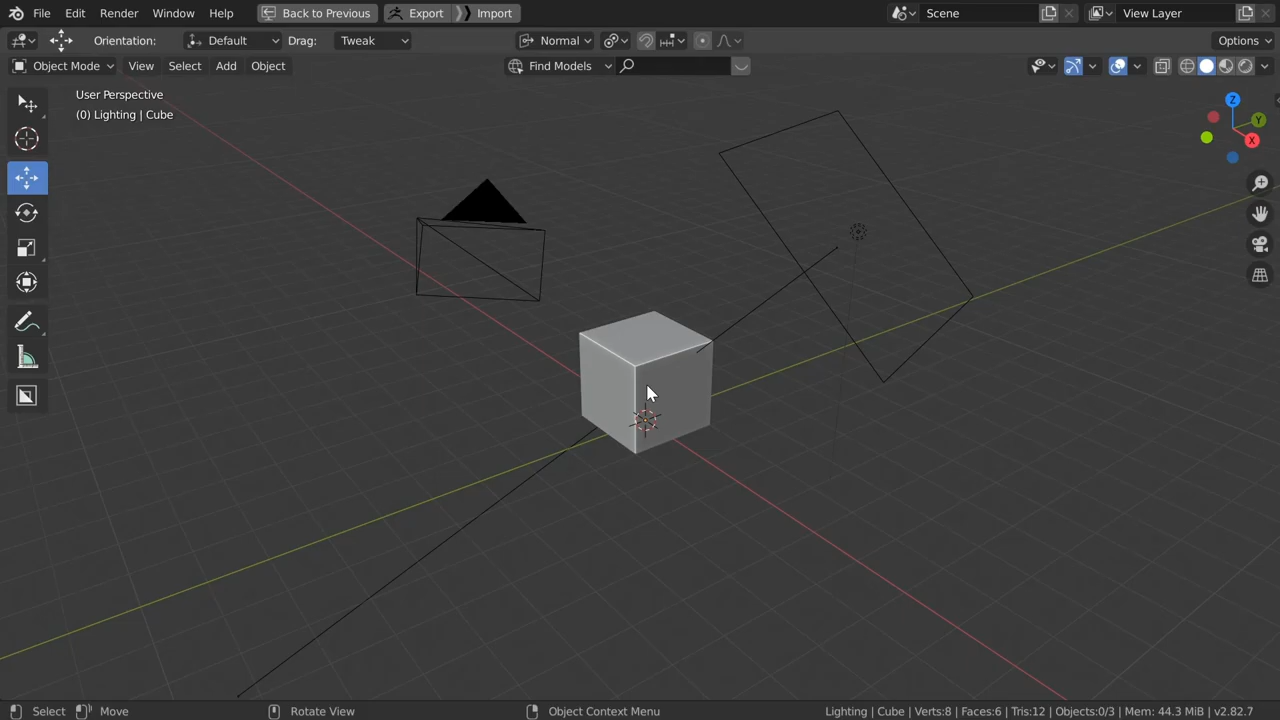 File Edit Render Window Help Back to Previous Export Import Scene View Layer
Orientation: Default Drag: Tweak Normal Options
Object Mode View Select Add Object Find Models
User Perspective
(0) Lighting | Cube
Z
Y
X
Select Move Rotate View Object Context Menu Lighting | Cube | Verts:8 | Faces:6 | Tris:12 | Objects:0/3 | Mem: 44.3 MiB | v2.82.7